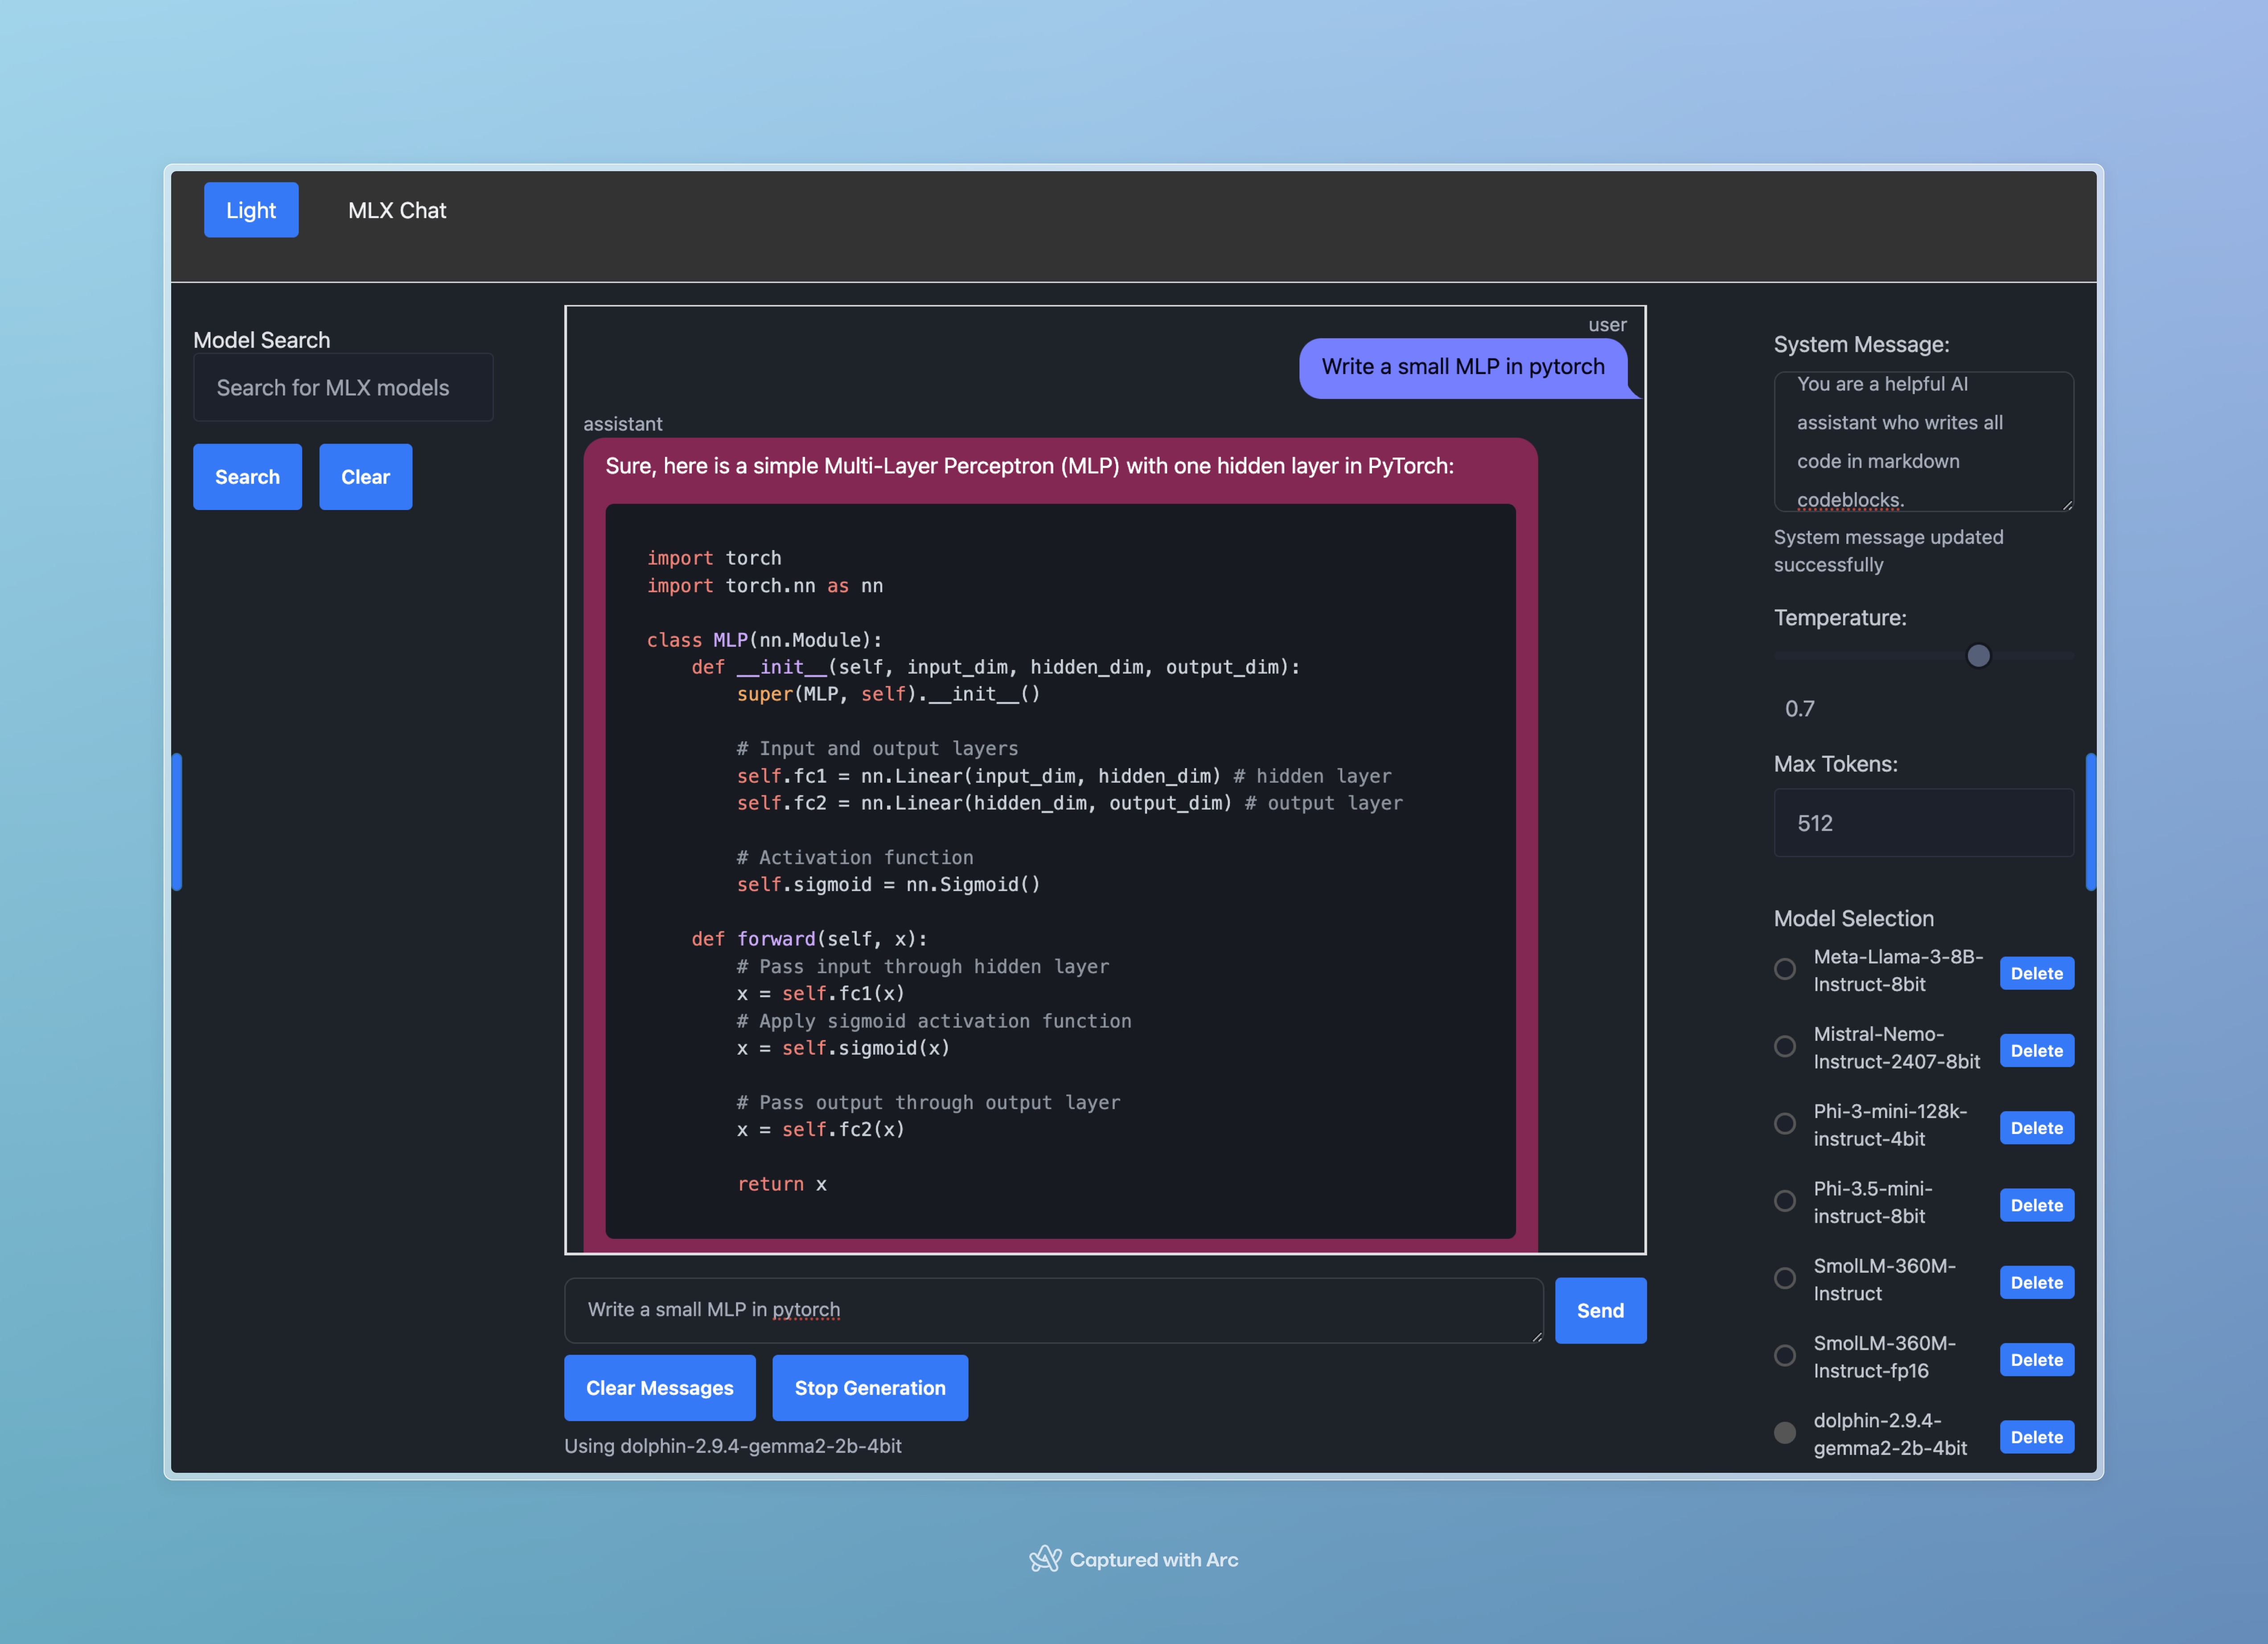 Light
MLX Chat
Model Search
Search for MLX models
Search
Clear
user
Write a small MLP in pytorch
assistant
Sure, here is a simple Multi-Layer Perceptron (MLP) with one hidden layer in PyTorch:
import torch
import torch.nn as nn
class MLP(nn.Module):
    def __init__(self, input_dim, hidden_dim, output_dim):
        super(MLP, self).__init__()
        # Input and output layers
        self.fc1 = nn.Linear(input_dim, hidden_dim) # hidden layer
        self.fc2 = nn.Linear(hidden_dim, output_dim) # output layer
        # Activation function
        self.sigmoid = nn.Sigmoid()
    def forward(self, x):
        # Pass input through hidden layer
        x = self.fc1(x)
        # Apply sigmoid activation function
        x = self.sigmoid(x)
        # Pass output through output layer
        x = self.fc2(x)
        return x
Write a small MLP in pytorch
Send
Clear Messages
Stop Generation
Using dolphin-2.9.4-gemma2-2b-4bit
System Message:
You are a helpful AI
assistant who writes all
code in markdown
codeblocks.
System message updated
successfully
Temperature:
0.7
Max Tokens:
512
Model Selection
Meta-Llama-3-8B-
Instruct-8bit
Delete
Mistral-Nemo-
Instruct-2407-8bit
Delete
Phi-3-mini-128k-
instruct-4bit
Delete
Phi-3.5-mini-
instruct-8bit
Delete
SmolLM-360M-
Instruct
Delete
SmolLM-360M-
Instruct-fp16
Delete
dolphin-2.9.4-
gemma2-2b-4bit
Delete
Captured with Arc